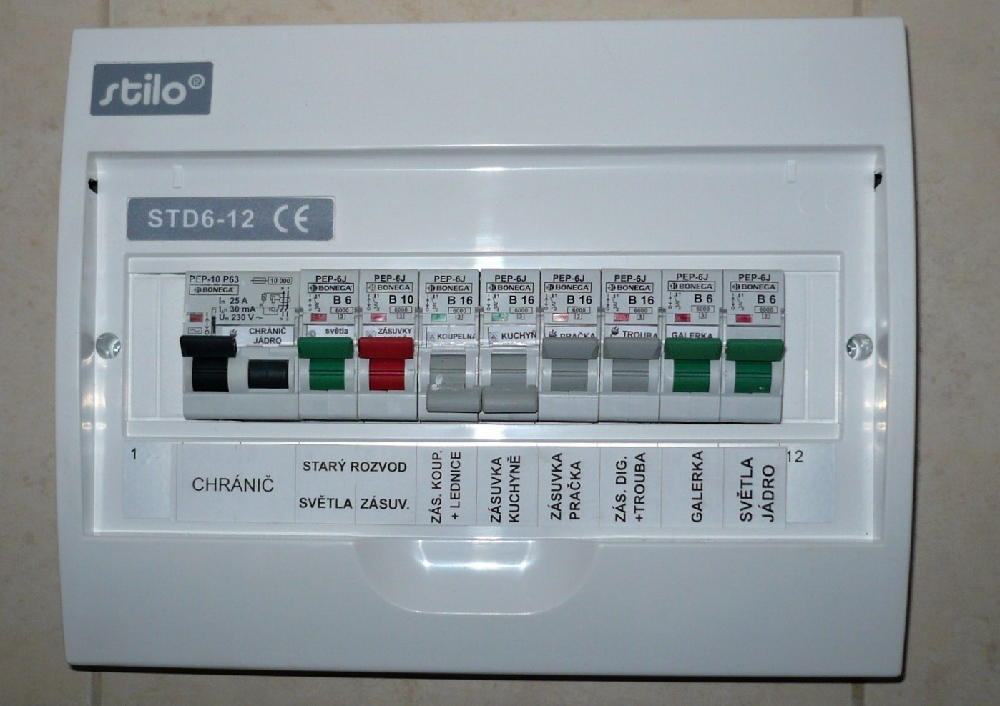 stilo®
STD6-12 CE
PEP-10 P63
10 000
BONEGA
In 25 A
IΔn 30 mA
Un 230 V ~
CHRÁNIČ
JÁDRO
PEP-6J
BONEGA
B 6
6000
3
světla
PEP-6J
BONEGA
B 10
6000
3
ZÁSUVKY
PEP-6J
BONEGA
B 16
6000
3
KOUPELNA
PEP-6J
BONEGA
B 16
6000
3
KUCHYŇ
PEP-6J
BONEGA
B 16
6000
3
PRAČKA
PEP-6J
BONEGA
B 16
6000
3
TROUBA
PEP-6J
BONEGA
B 6
6000
3
GALERKA
PEP-6J
BONEGA
B 6
6000
3
1
CHRÁNIČ
STARÝ ROZVOD
SVĚTLA
ZÁSUV.
ZÁS. KOUP.
+ LEDNICE
ZÁSUVKA
KUCHYNĚ
ZÁSUVKA
PRAČKA
ZÁS. DIG.
+TROUBA
GALERKA
SVĚTLA
JÁDRO
12